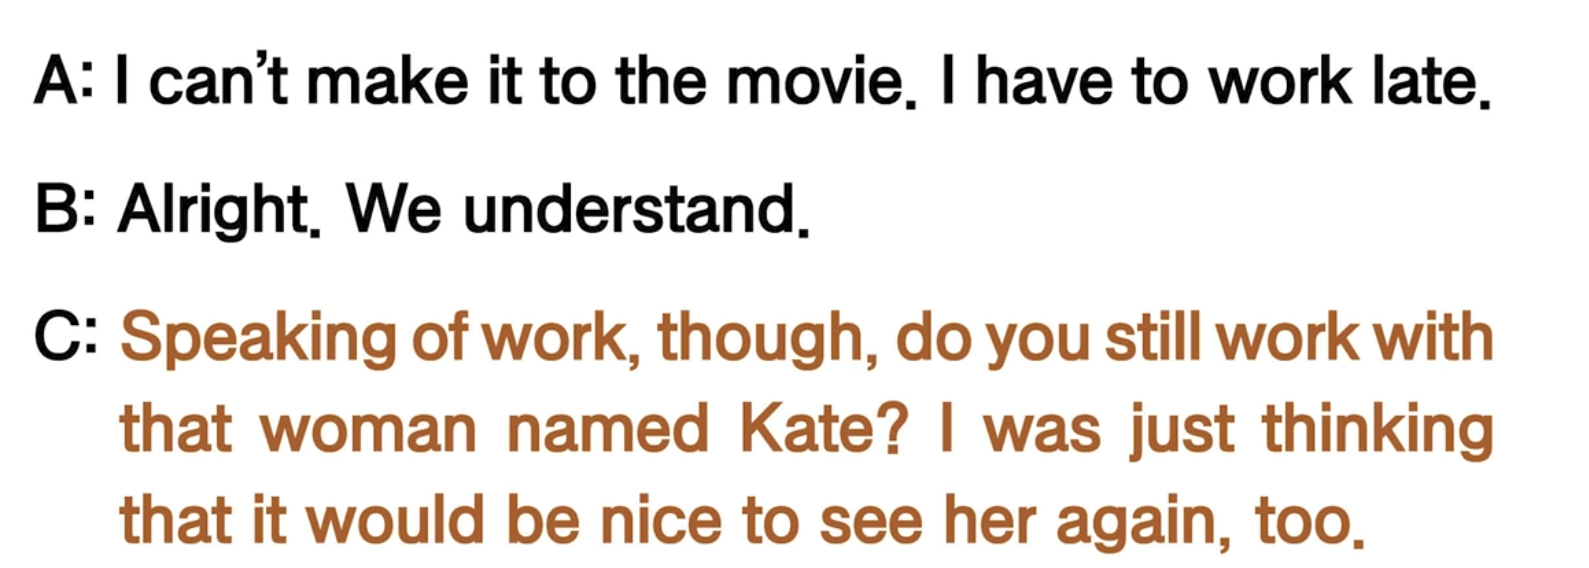 A: I can't make it to the movie. I have to work late.
B: Alright. We understand.
C: Speaking of work, though, do you still work with
that woman named Kate? I was just thinking
that it would be nice to see her again, too.